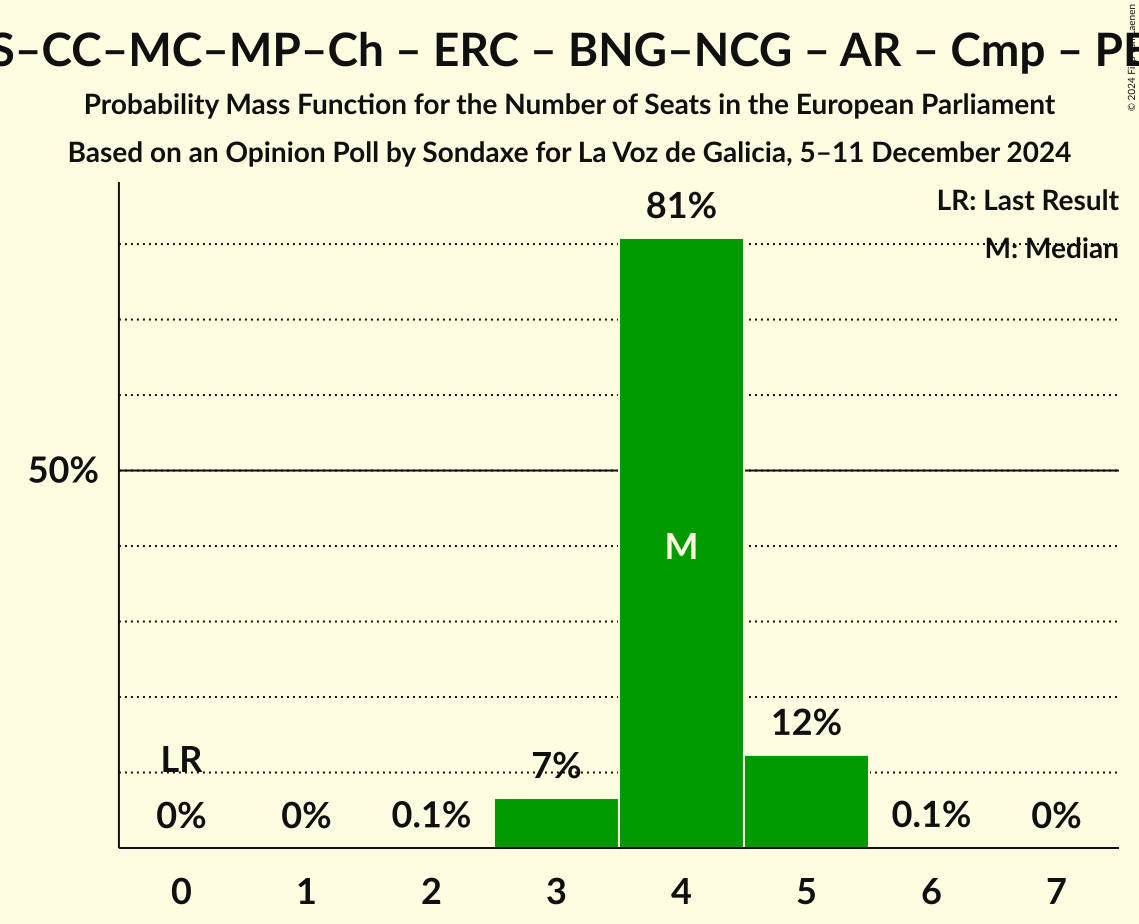 S–CC–MC–MP–Ch – ERC – BNG–NCG – AR – Cmp –
Probability Mass Function for the Number of Seats in the European Parliament
Based on an Opinion Poll by Sondaxe for La Voz de Galicia, 5–11 December 2024
© 2024
LR: Last Result
M: Median
81%
50%
M
12%
LR
7%
0% 0% 0.1% 0.1% 0%
0 1 2 3 4 5 6 7